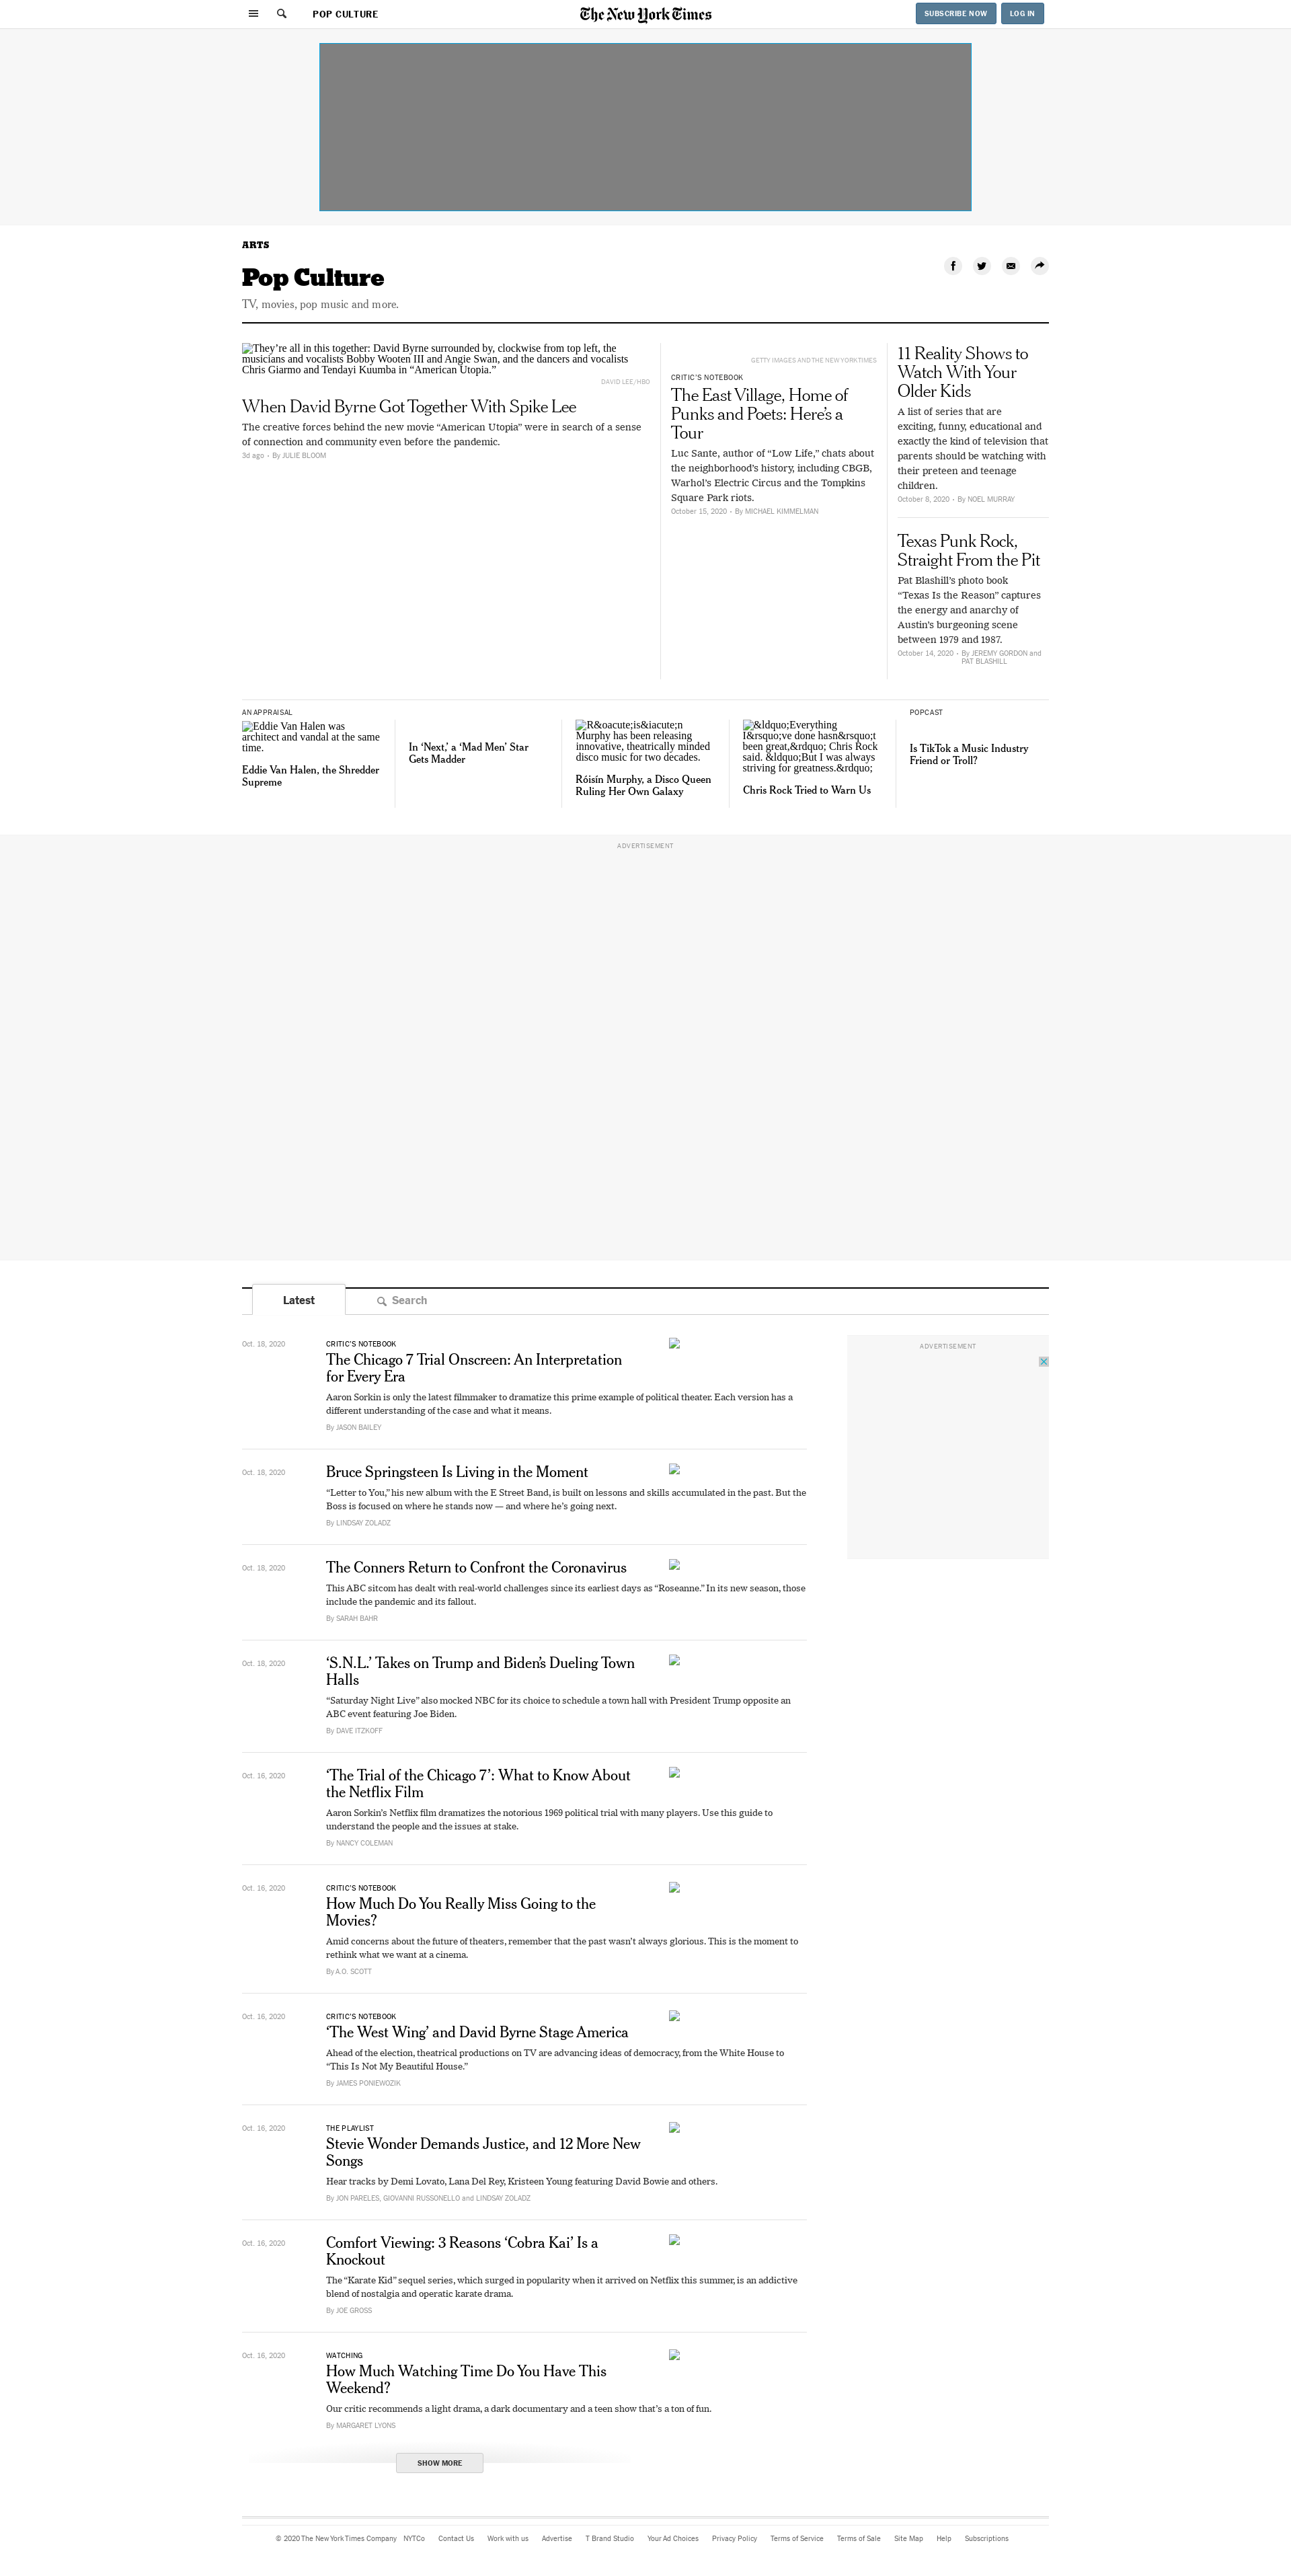 POP CULTURE
The New York Times
SUBSCRIBE NOW
LOG IN
ARTS
Pop Culture
TV, movies, pop music and more.
They’re all in this together: David Byrne surrounded by, clockwise from top left, the
musicians and vocalists Bobby Wooten III and Angie Swan, and the dancers and vocalists
Chris Giarmo and Tendayi Kuumba in “American Utopia.”
DAVID LEE/HBO
When David Byrne Got Together With Spike Lee
The creative forces behind the new movie “American Utopia” were in search of a sense
of connection and community even before the pandemic.
3d ago • By JULIE BLOOM
GETTY IMAGES AND THE NEW YORK TIMES
CRITIC’S NOTEBOOK
The East Village, Home of
Punks and Poets: Here’s a
Tour
Luc Sante, author of “Low Life,” chats about
the neighborhood’s history, including CBGB,
Warhol’s Electric Circus and the Tompkins
Square Park riots.
October 15, 2020 • By MICHAEL KIMMELMAN
11 Reality Shows to
Watch With Your
Older Kids
A list of series that are
exciting, funny, educational and
exactly the kind of television that
parents should be watching with
their preteen and teenage
children.
October 8, 2020 • By NOEL MURRAY
Texas Punk Rock,
Straight From the Pit
Pat Blashill’s photo book
“Texas Is the Reason” captures
the energy and anarchy of
Austin’s burgeoning scene
between 1979 and 1987.
October 14, 2020 • By JEREMY GORDON and
PAT BLASHILL
AN APPRAISAL
Eddie Van Halen was
architect and vandal at the same
time.
Eddie Van Halen, the Shredder
Supreme
In ‘Next,’ a ‘Mad Men’ Star
Gets Madder
R&oacute;is&iacute;n
Murphy has been releasing
innovative, theatrically minded
disco music for two decades.
Róisín Murphy, a Disco Queen
Ruling Her Own Galaxy
&ldquo;Everything
I&rsquo;ve done hasn&rsquo;t
been great,&rdquo; Chris Rock
said. &ldquo;But I was always
striving for greatness.&rdquo;
Chris Rock Tried to Warn Us
POPCAST
Is TikTok a Music Industry
Friend or Troll?
ADVERTISEMENT
Latest
Search
ADVERTISEMENT
Oct. 18, 2020
CRITIC’S NOTEBOOK
The Chicago 7 Trial Onscreen: An Interpretation
for Every Era
Aaron Sorkin is only the latest filmmaker to dramatize this prime example of political theater. Each version has a
different understanding of the case and what it means.
By JASON BAILEY
Oct. 18, 2020
Bruce Springsteen Is Living in the Moment
“Letter to You,” his new album with the E Street Band, is built on lessons and skills accumulated in the past. But the
Boss is focused on where he stands now — and where he’s going next.
By LINDSAY ZOLADZ
Oct. 18, 2020
The Conners Return to Confront the Coronavirus
This ABC sitcom has dealt with real-world challenges since its earliest days as “Roseanne.” In its new season, those
include the pandemic and its fallout.
By SARAH BAHR
Oct. 18, 2020
‘S.N.L.’ Takes on Trump and Biden’s Dueling Town
Halls
“Saturday Night Live” also mocked NBC for its choice to schedule a town hall with President Trump opposite an
ABC event featuring Joe Biden.
By DAVE ITZKOFF
Oct. 16, 2020
‘The Trial of the Chicago 7’: What to Know About
the Netflix Film
Aaron Sorkin’s Netflix film dramatizes the notorious 1969 political trial with many players. Use this guide to
understand the people and the issues at stake.
By NANCY COLEMAN
Oct. 16, 2020
CRITIC’S NOTEBOOK
How Much Do You Really Miss Going to the
Movies?
Amid concerns about the future of theaters, remember that the past wasn’t always glorious. This is the moment to
rethink what we want at a cinema.
By A.O. SCOTT
Oct. 16, 2020
CRITIC’S NOTEBOOK
‘The West Wing’ and David Byrne Stage America
Ahead of the election, theatrical productions on TV are advancing ideas of democracy, from the White House to
“This Is Not My Beautiful House.”
By JAMES PONIEWOZIK
Oct. 16, 2020
THE PLAYLIST
Stevie Wonder Demands Justice, and 12 More New
Songs
Hear tracks by Demi Lovato, Lana Del Rey, Kristeen Young featuring David Bowie and others.
By JON PARELES, GIOVANNI RUSSONELLO and LINDSAY ZOLADZ
Oct. 16, 2020
Comfort Viewing: 3 Reasons ‘Cobra Kai’ Is a
Knockout
The “Karate Kid” sequel series, which surged in popularity when it arrived on Netflix this summer, is an addictive
blend of nostalgia and operatic karate drama.
By JOE GROSS
Oct. 16, 2020
WATCHING
How Much Watching Time Do You Have This
Weekend?
Our critic recommends a light drama, a dark documentary and a teen show that’s a ton of fun.
By MARGARET LYONS
SHOW MORE
© 2020 The New York Times Company NYTCo Contact Us Work with us Advertise T Brand Studio Your Ad Choices Privacy Policy Terms of Service Terms of Sale Site Map Help Subscriptions